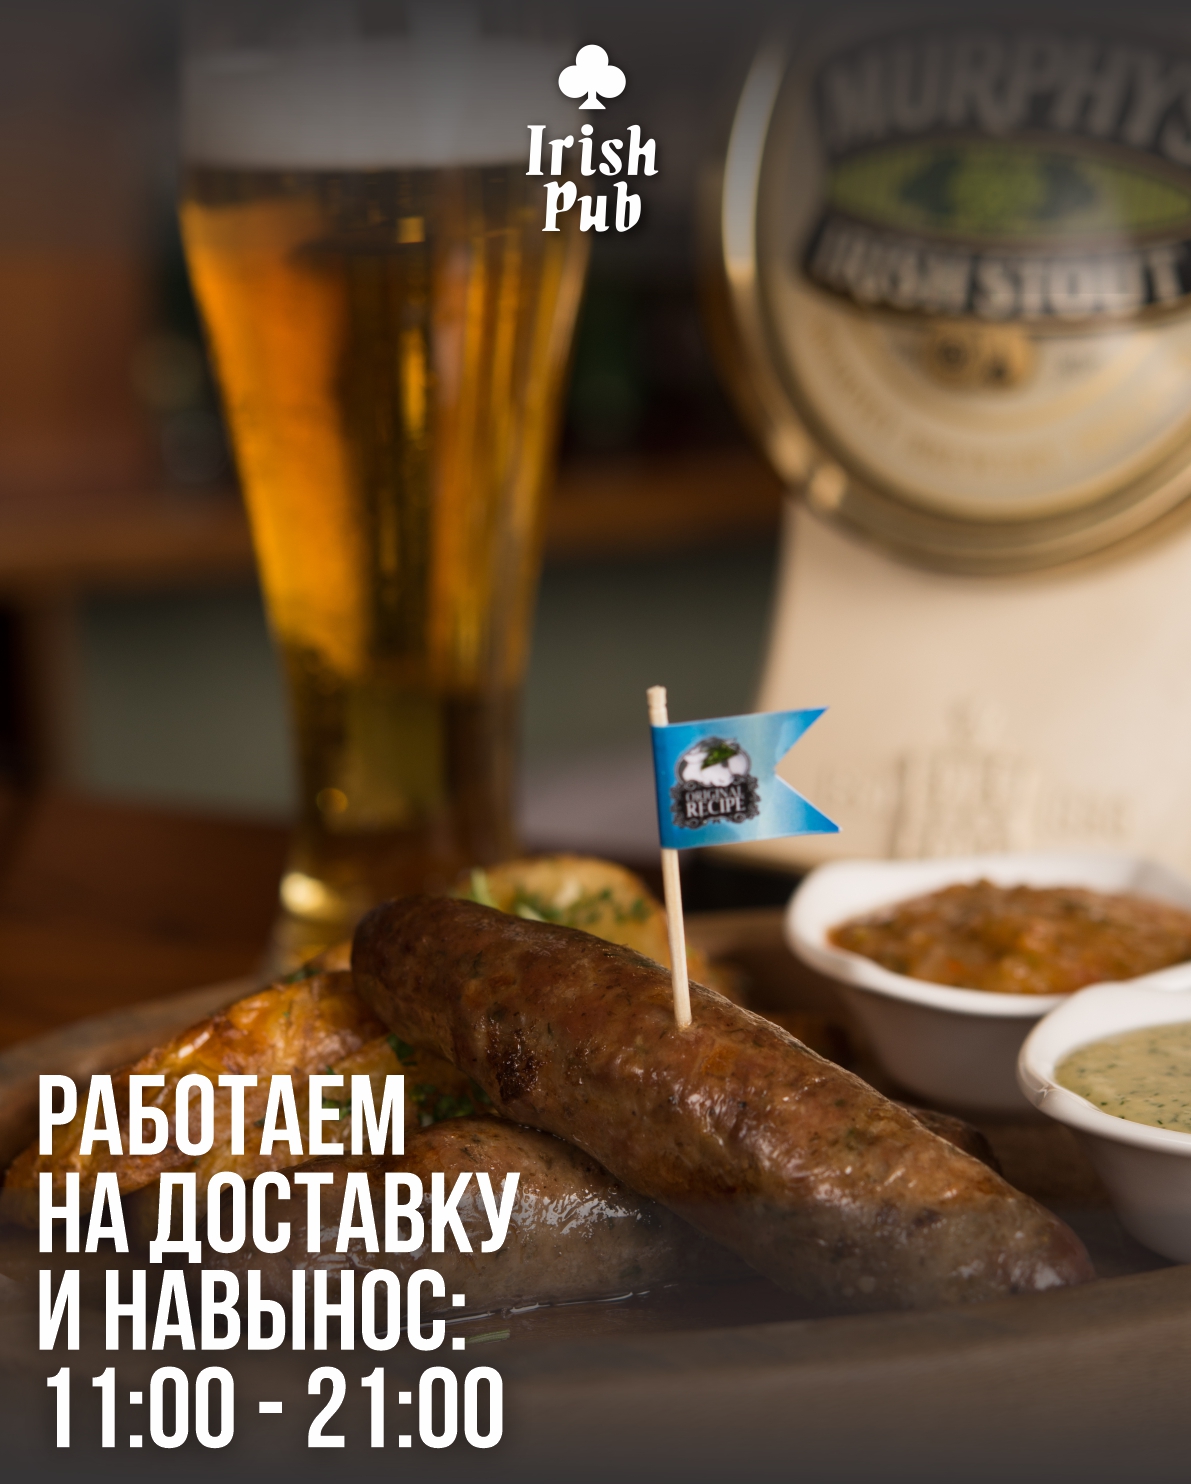 Irish
Pub
MURPHY'S
IRISH STOUT
ORIGINAL
RECIPE
РАБОТАЕМ
НА ДОСТАВКУ
И НАВЫНОС:
11:00 - 21:00